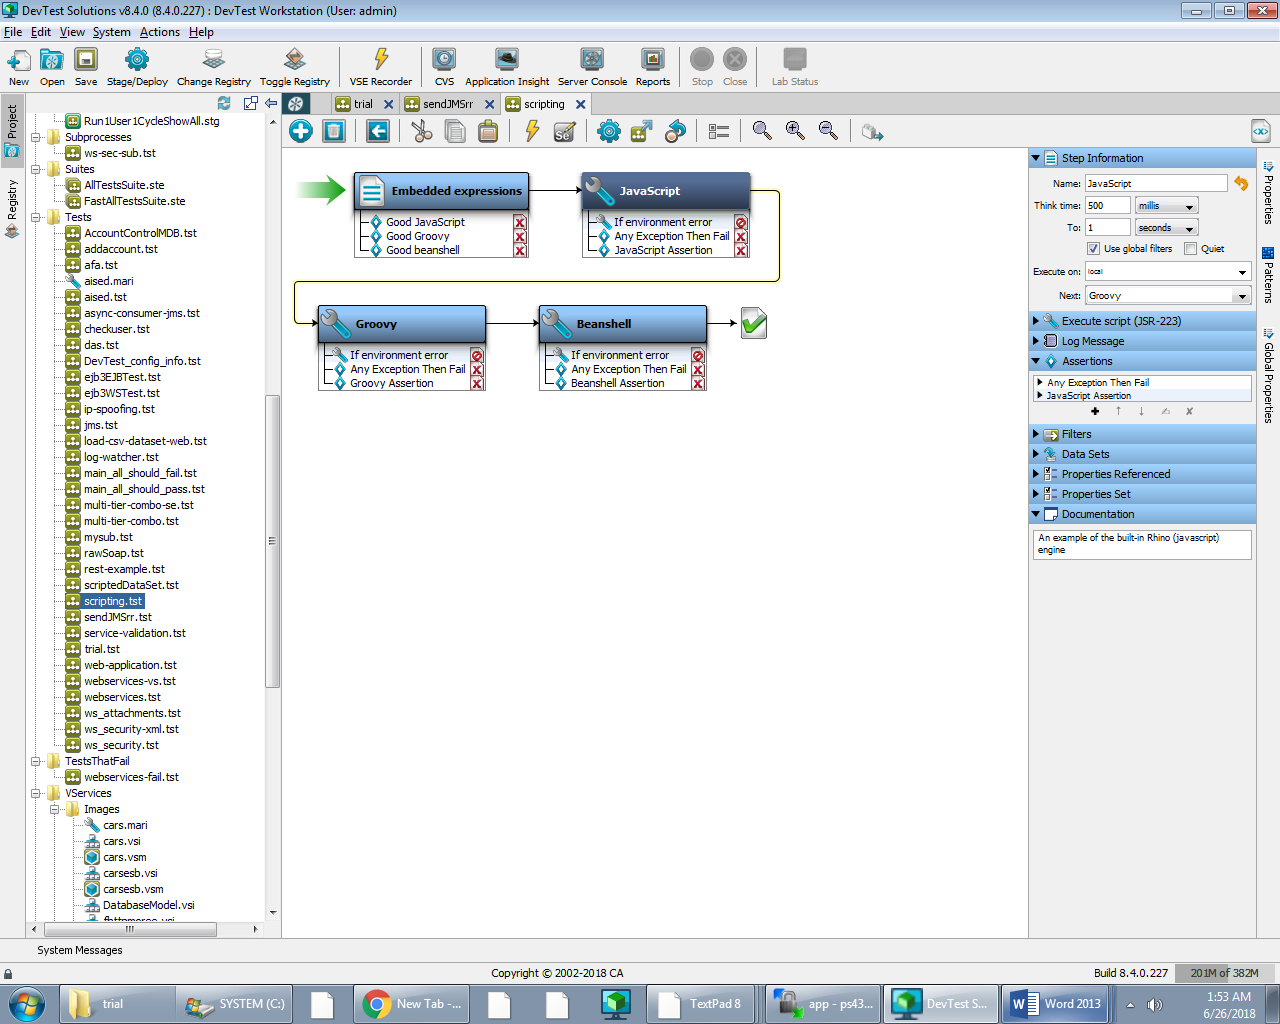 DevTest Solutions v8.4.0 (8.4.0.227) : DevTest Workstation (User: admin)
File Edit View System Actions Help
New Open Save Stage/Deploy Change Registry Toggle Registry VSE Recorder CVS Application Insight Server Console Reports Stop Close Lab Status
Project
Registry
trial sendJMSrr scripting
Run1User1CycleShowAll.stg
Subprocesses
ws-sec-sub.tst
Suites
AllTestsSuite.ste
FastAllTestsSuite.ste
Tests
AccountControlMDB.tst
addaccount.tst
afa.tst
aised.mari
aised.tst
async-consumer-jms.tst
checkuser.tst
das.tst
DevTest_config_info.tst
ejb3EJBTest.tst
ejb3WSTest.tst
ip-spoofing.tst
jms.tst
load-csv-dataset-web.tst
log-watcher.tst
main_all_should_fail.tst
main_all_should_pass.tst
multi-tier-combo-se.tst
multi-tier-combo.tst
mysub.tst
rawSoap.tst
rest-example.tst
scriptedDataSet.tst
scripting.tst
sendJMSrr.tst
service-validation.tst
trial.tst
web-application.tst
webservices-vs.tst
webservices.tst
ws_attachments.tst
ws_security-xml.tst
ws_security.tst
TestsThatFail
webservices-fail.tst
VServices
Images
cars.mari
cars.vsi
cars.vsm
carsesb.vsi
carsesb.vsm
DatabaseModel.vsi
Se
Embedded expressions
Good JavaScript
Good Groovy
Good beanshell
JavaScript
If environment error
Any Exception Then Fail
JavaScript Assertion
Groovy
If environment error
Any Exception Then Fail
Groovy Assertion
Beanshell
If environment error
Any Exception Then Fail
Beanshell Assertion
Step Information
Name: JavaScript
Think time: 500 millis
To: 1 seconds
Use global filters Quiet
Execute on: local
Next: Groovy
Execute script (JSR-223)
Log Message
Assertions
Any Exception Then Fail
JavaScript Assertion
Filters
Data Sets
Properties Referenced
Properties Set
Documentation
An example of the built-in Rhino (javascript)
engine
Properties
Patterns
Global Properties
System Messages
Copyright © 2002-2018 CA
Build 8.4.0.227 201M of 382M
trial SYSTEM (C:) New Tab - ... TextPad 8 app - ps43... DevTest S... Word 2013
1:53 AM
6/26/2018